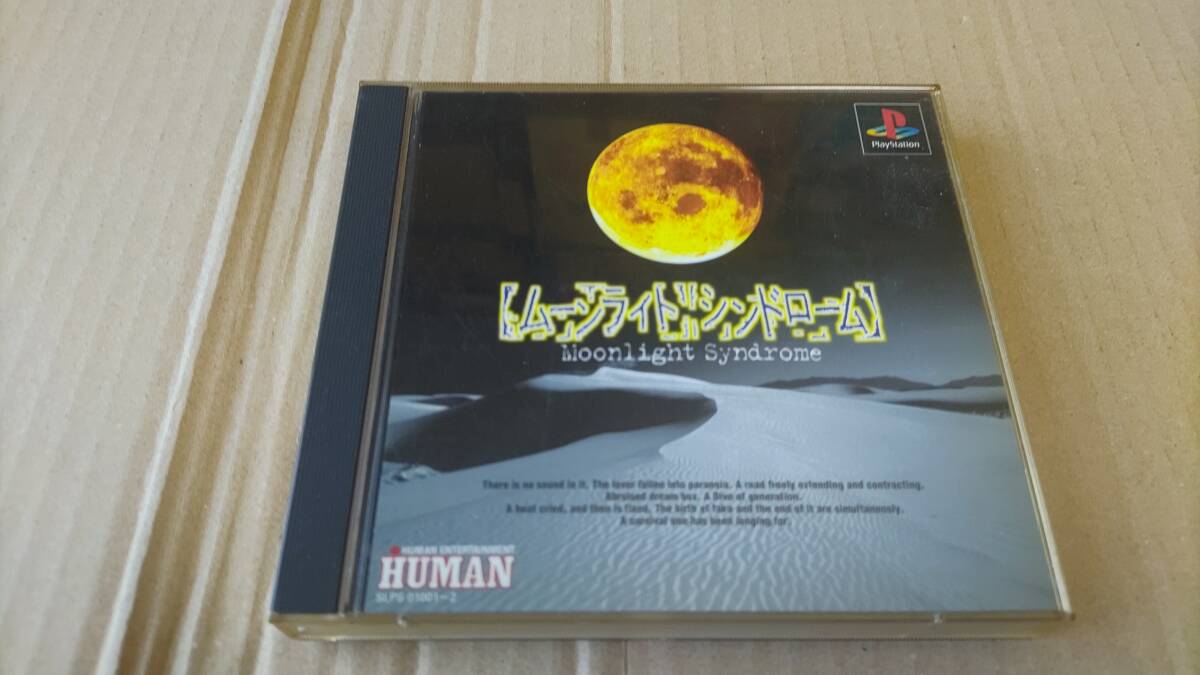 PlayStation
【ムーンライトシンドローム】
Moonlight Syndrome
There is no sound in it. The lover fallen into paranoia. A road freely extending and contracting.
Abraised dream box. A Dive of generation.
A heat cried, and then is fixed. The birth of and the end of it are simultaneously.
A carnival one has been longing for.
HUMAN ENTERTAINMENT
HUMAN
SLPS 01001~2